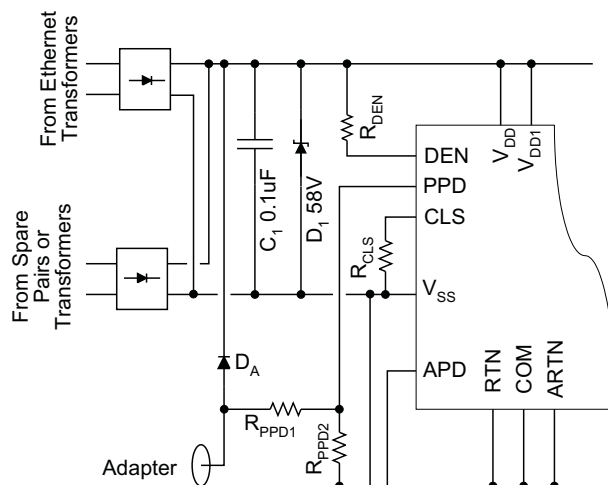 From Ethernet
Transformers
From Spare
Pairs or
Transformers
C1 0.1uF
D1 58V
RDEN
RCLS
DEN
PPD
CLS
VSS
APD
VDD
VDD1
RTN
COM
ARTN
DA
RPPD1
RPPD2
Adapter